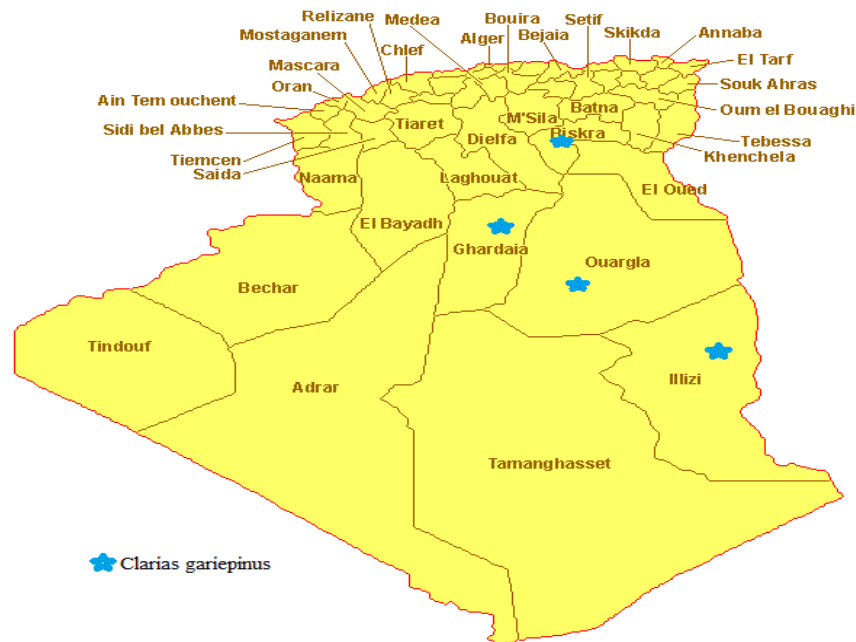 Relizane
Medea
Bouira
Setif
Mostaganem
Alger
Bejaia
Skikda
Annaba
Mascara
Chlef
El Tarf
Oran
Souk Ahras
Ain Tem ouchent
Batna
Oum el Bouaghi
Sidi bel Abbes
Tiaret
M'Sila
Biskra
Tebessa
Tiemcen
Djelfa
Khenchela
Saida
Naama
Laghouat
El Oued
El Bayadh
Ghardaia
Ouargla
Bechar
Tindouf
Adrar
Illizi
Tamanghasset
Clarias gariepinus